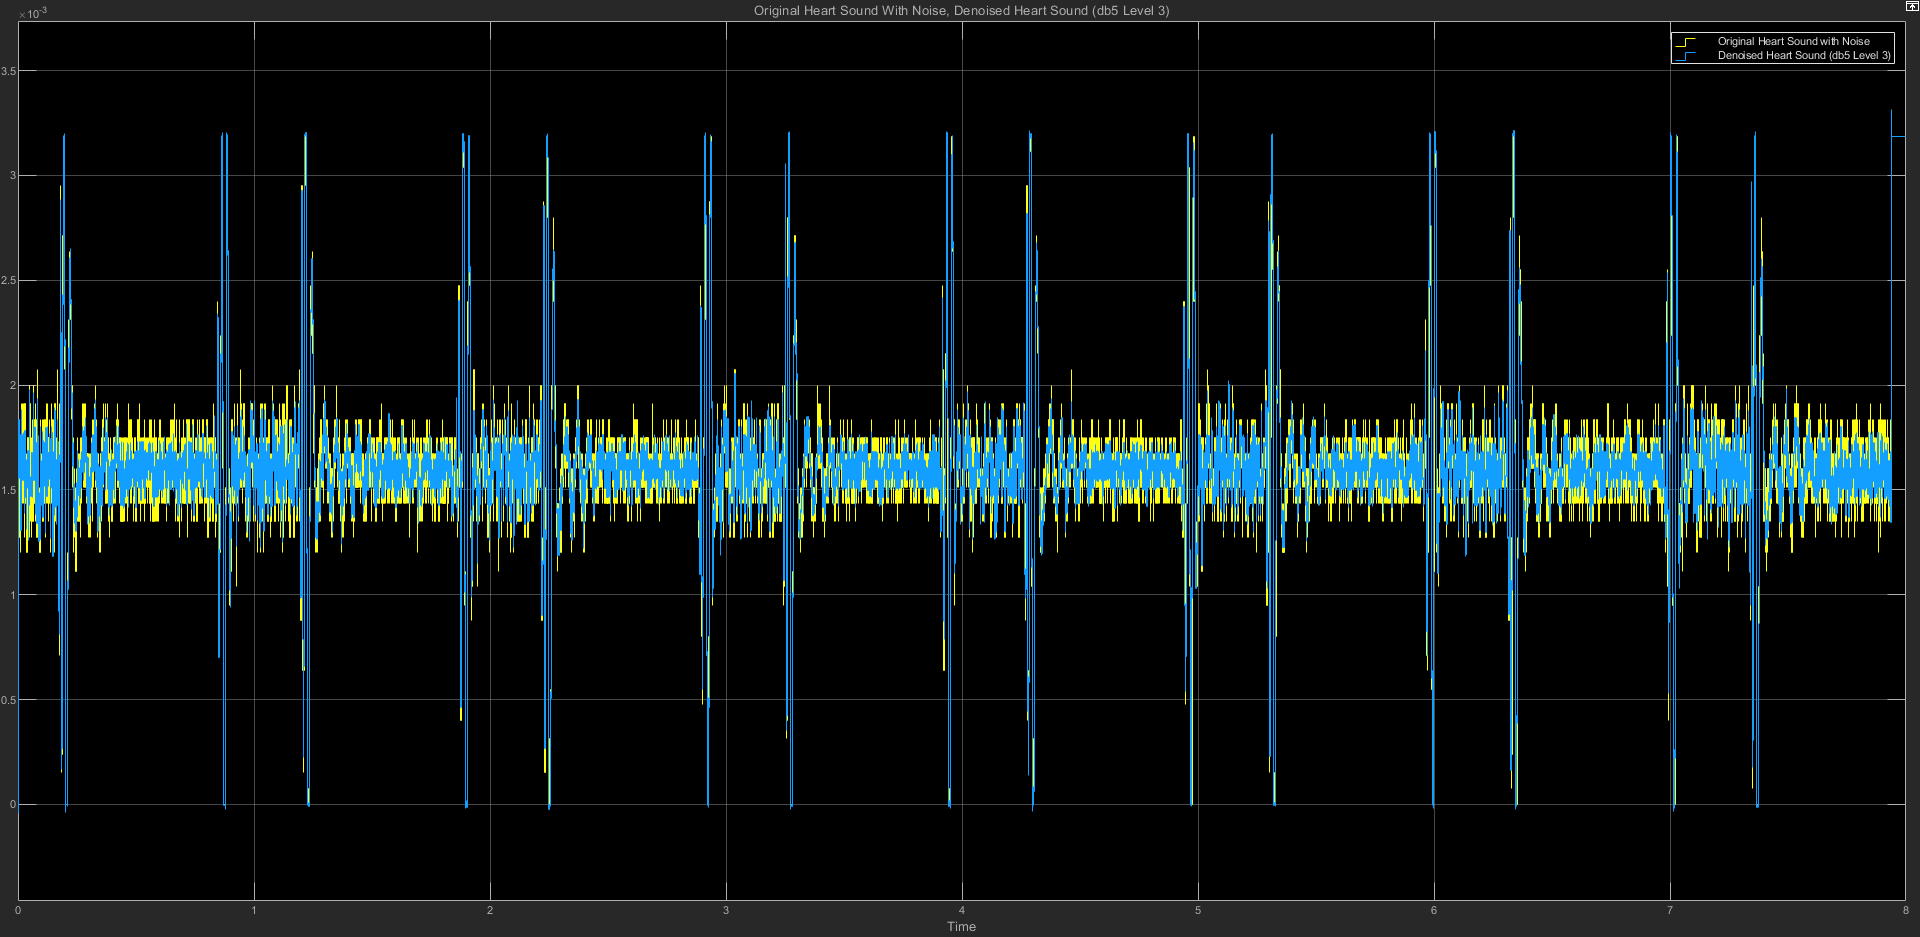 Original Heart Sound With Noise, Denoised Heart Sound (db5 Level 3)
×10-3
Original Heart Sound with Noise
Denoised Heart Sound (db5 Level 3)
3.5
3
2.5
2
1.5
1
0.5
0
0 1 2 3 4 5 6 7 8
Time